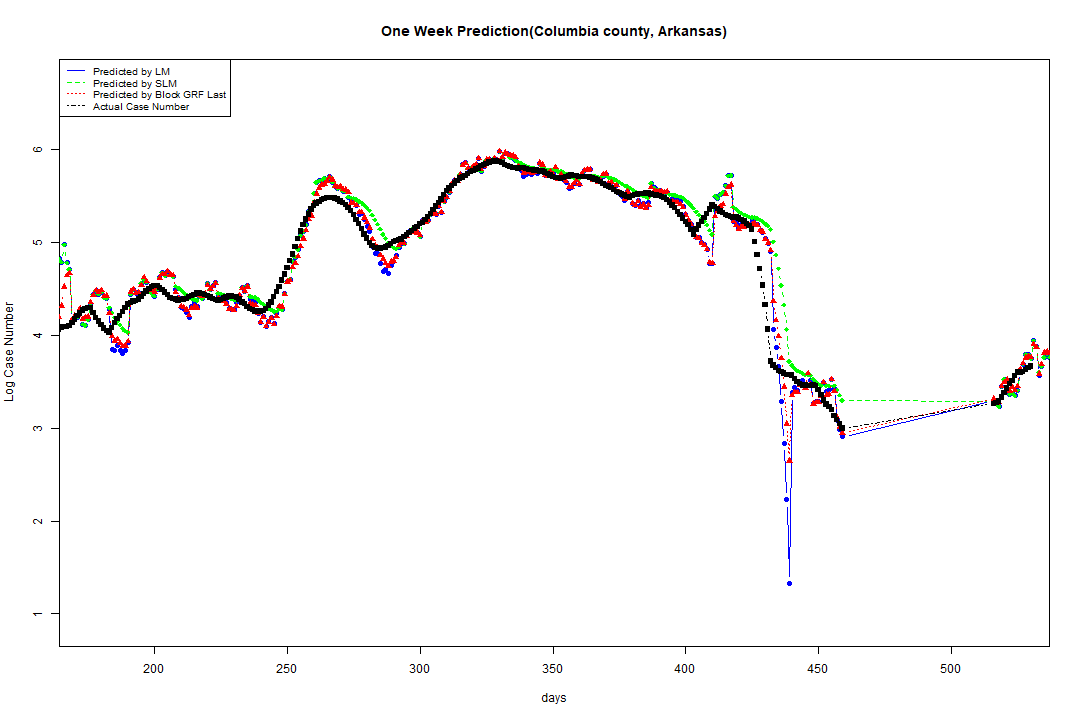 One Week Prediction(Columbia county, Arkansas)
Predicted by LM
Predicted by SLM
Predicted by Block GRF Last
Actual Case Number
Log Case Number
6
5
4
3
2
1
200 250 300 350 400 450 500
days